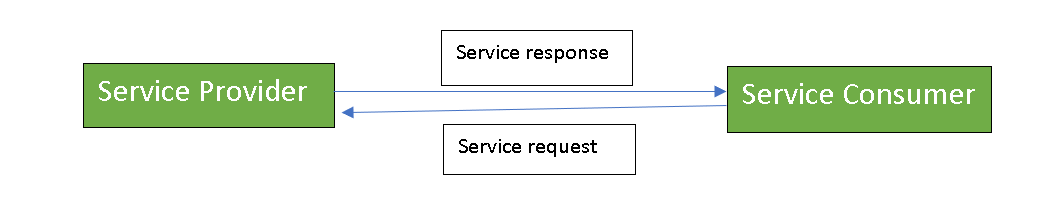 Service response
Service Provider
Service Consumer
Service request